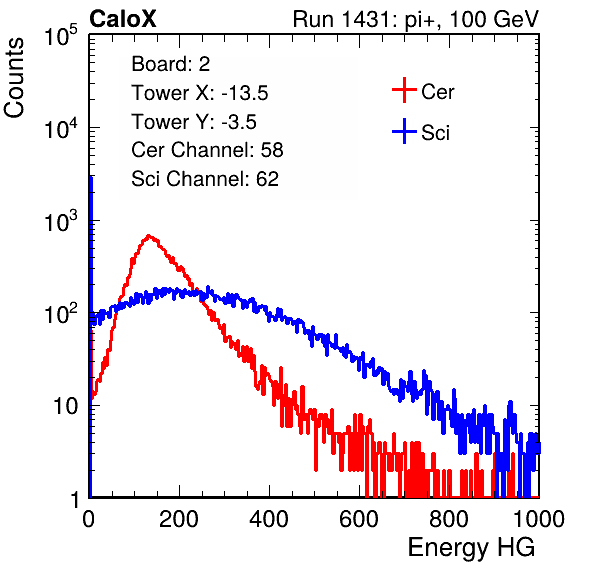 CaloX Run 1431: pi+, 100 GeV
Counts
Board: 2
Tower X: -13.5
Tower Y: -3.5
Cer Channel: 58
Sci Channel: 62
Cer
Sci
10^5
10^4
10^3
10^2
10
1
0 200 400 600 800 1000
Energy HG